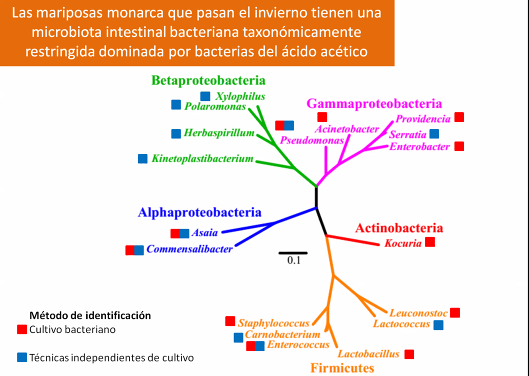 Las mariposas monarca que pasan el invierno tienen una
microbiota intestinal bacteriana taxonómicamente
restringida dominada por bacterias del ácido acético
Betaproteobacteria
Xylophilus
Polaromonas
Herbaspirillum
Kinetoplastibacterium
Gammaproteobacteria
Providencia
Acinetobacter
Serratia
Pseudomonas
Enterobacter
Alphaproteobacteria
Asaia
Commensalibacter
Actinobacteria
Kocuria
0.1
Leuconostoc
Lactococcus
Staphylococcus
Carnobacterium
Enterococcus
Lactobacillus
Firmicutes
Método de identificación
Cultivo bacteriano
Técnicas independientes de cultivo